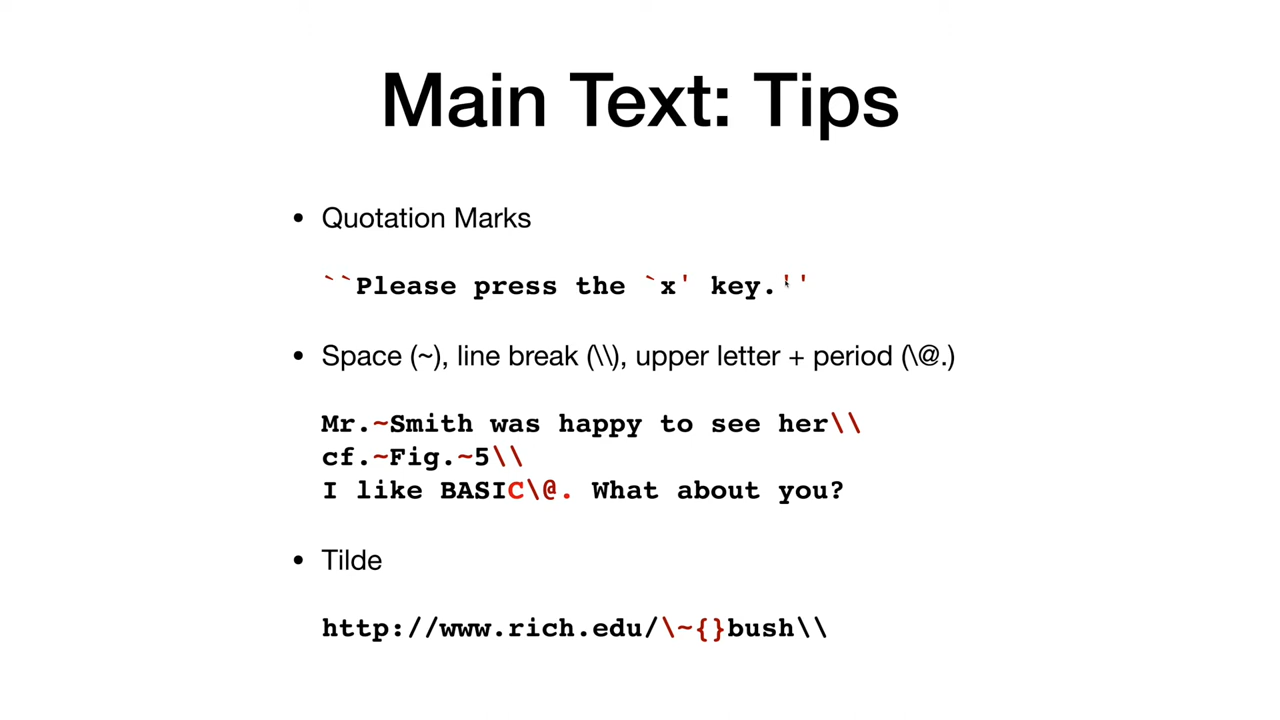 Main Text: Tips
• Quotation Marks
``Please press the `x' key.''
• Space (~), line break (\\), upper letter + period (\@.)
Mr.~Smith was happy to see her\\
cf.~Fig.~5\\
I like BASIC\@. What about you?
• Tilde
http://www.rich.edu/\~{}bush\\